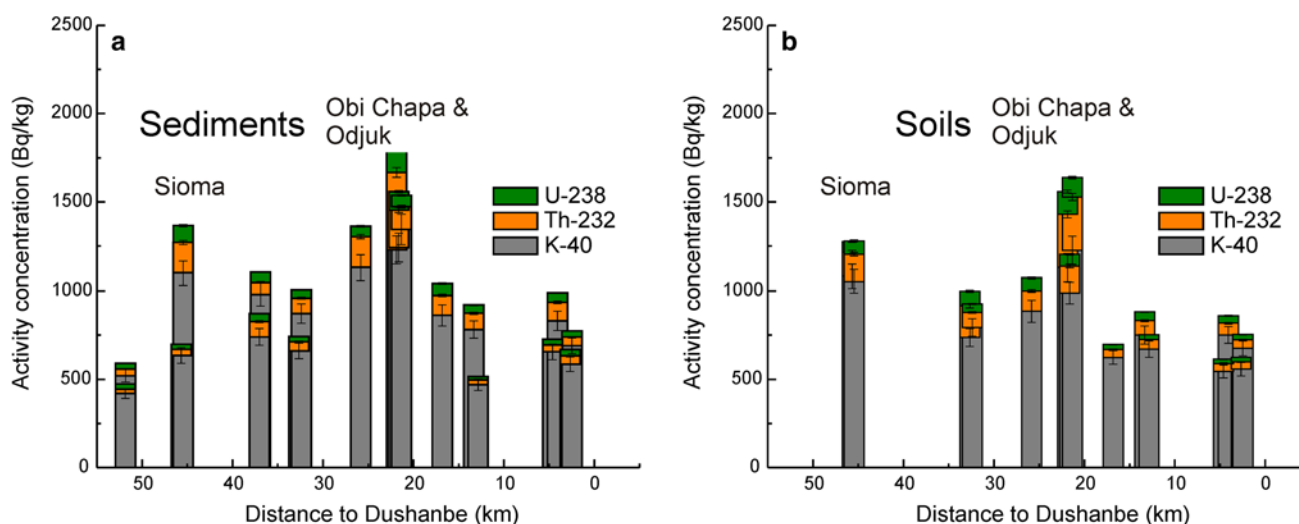 a
Sediments
Obi Chapa &
Odjuk
Sioma
U-238
Th-232
K-40
2500
2000
1500
1000
500
0
Activity concentration (Bq/kg)
50 40 30 20 10 0
Distance to Dushanbe (km)
b
Soils
Obi Chapa &
Odjuk
Sioma
U-238
Th-232
K-40
2500
2000
1500
1000
500
0
Activity concentration (Bq/kg)
50 40 30 20 10 0
Distance to Dushanbe (km)